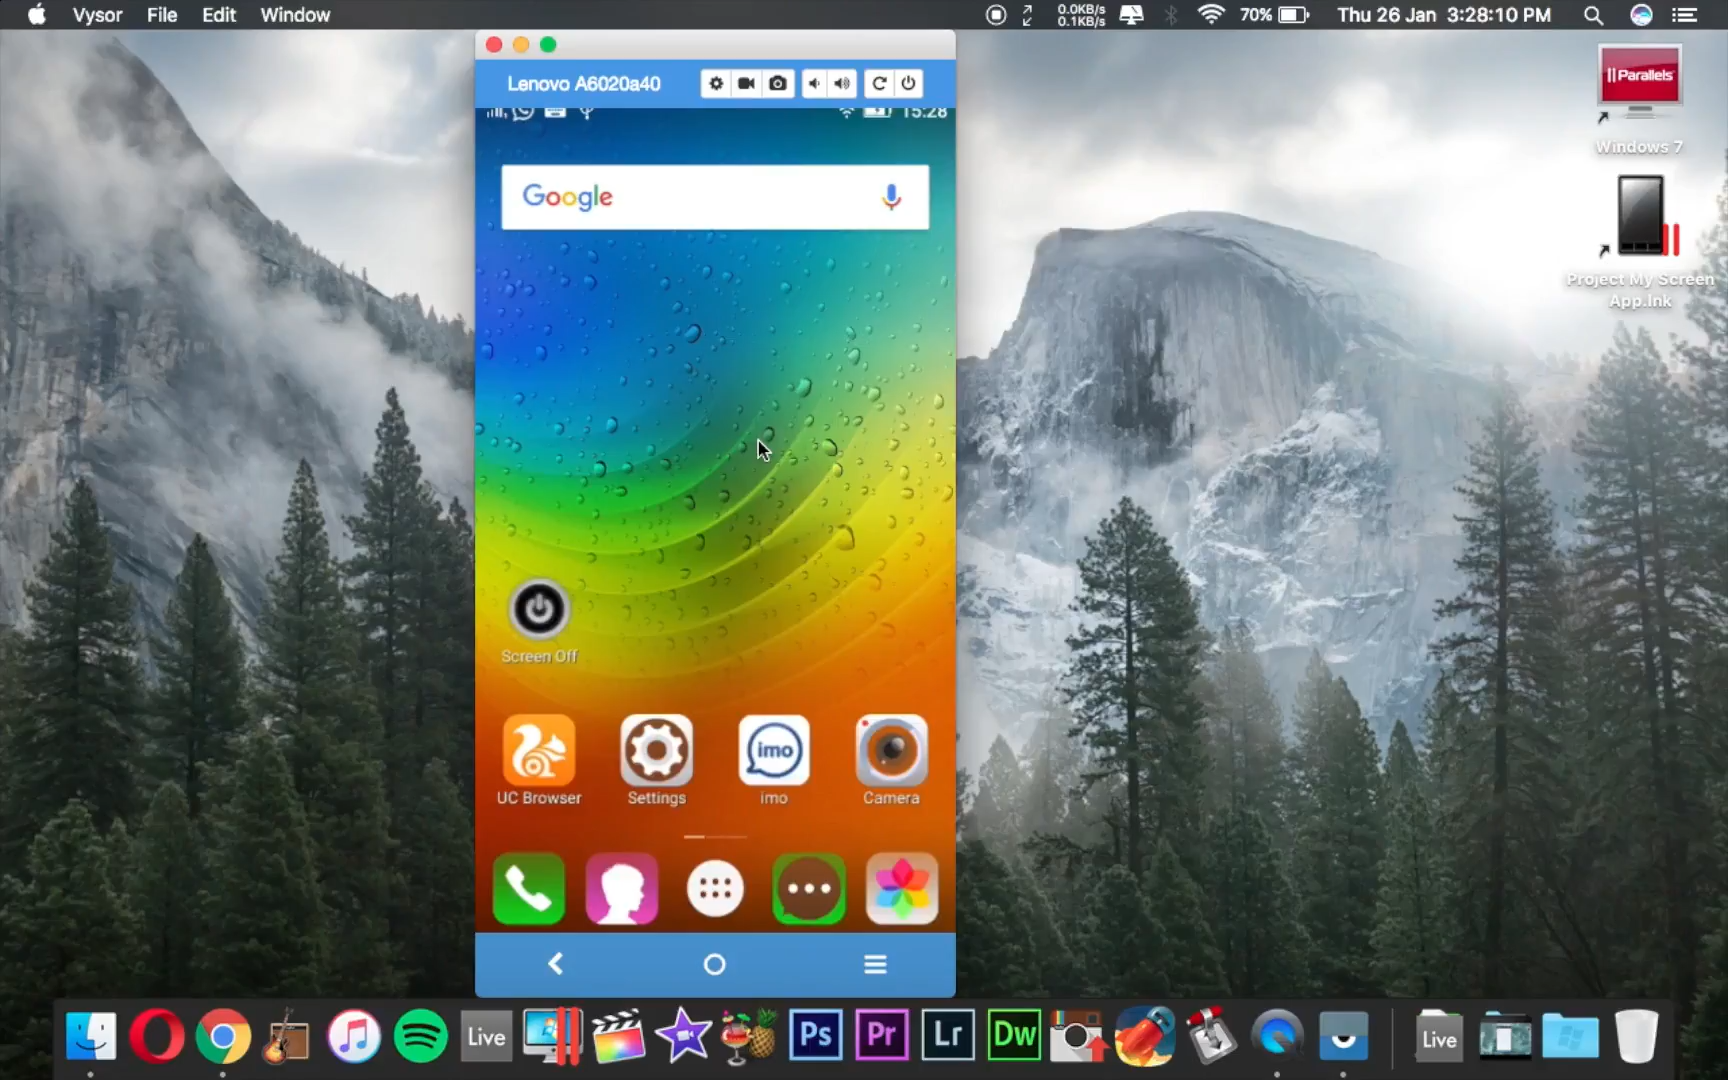 Vysor File Edit Window
0.0KB/s
0.1KB/s
70%
Thu 26 Jan 3:28:10 PM
Lenovo A6020a40
15:28
Google
Screen Off
UC Browser
Settings
imo
imo
Camera
Parallels
Windows 7
Project My Screen
App.lnk
Live
Ps
Pr
Lr
Dw
Live